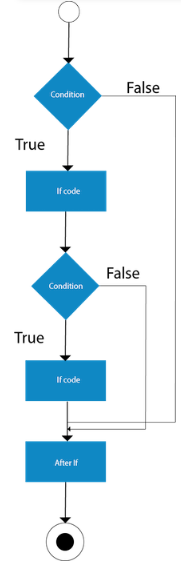 Condition
False
True
If code
Condition
False
True
If code
After If